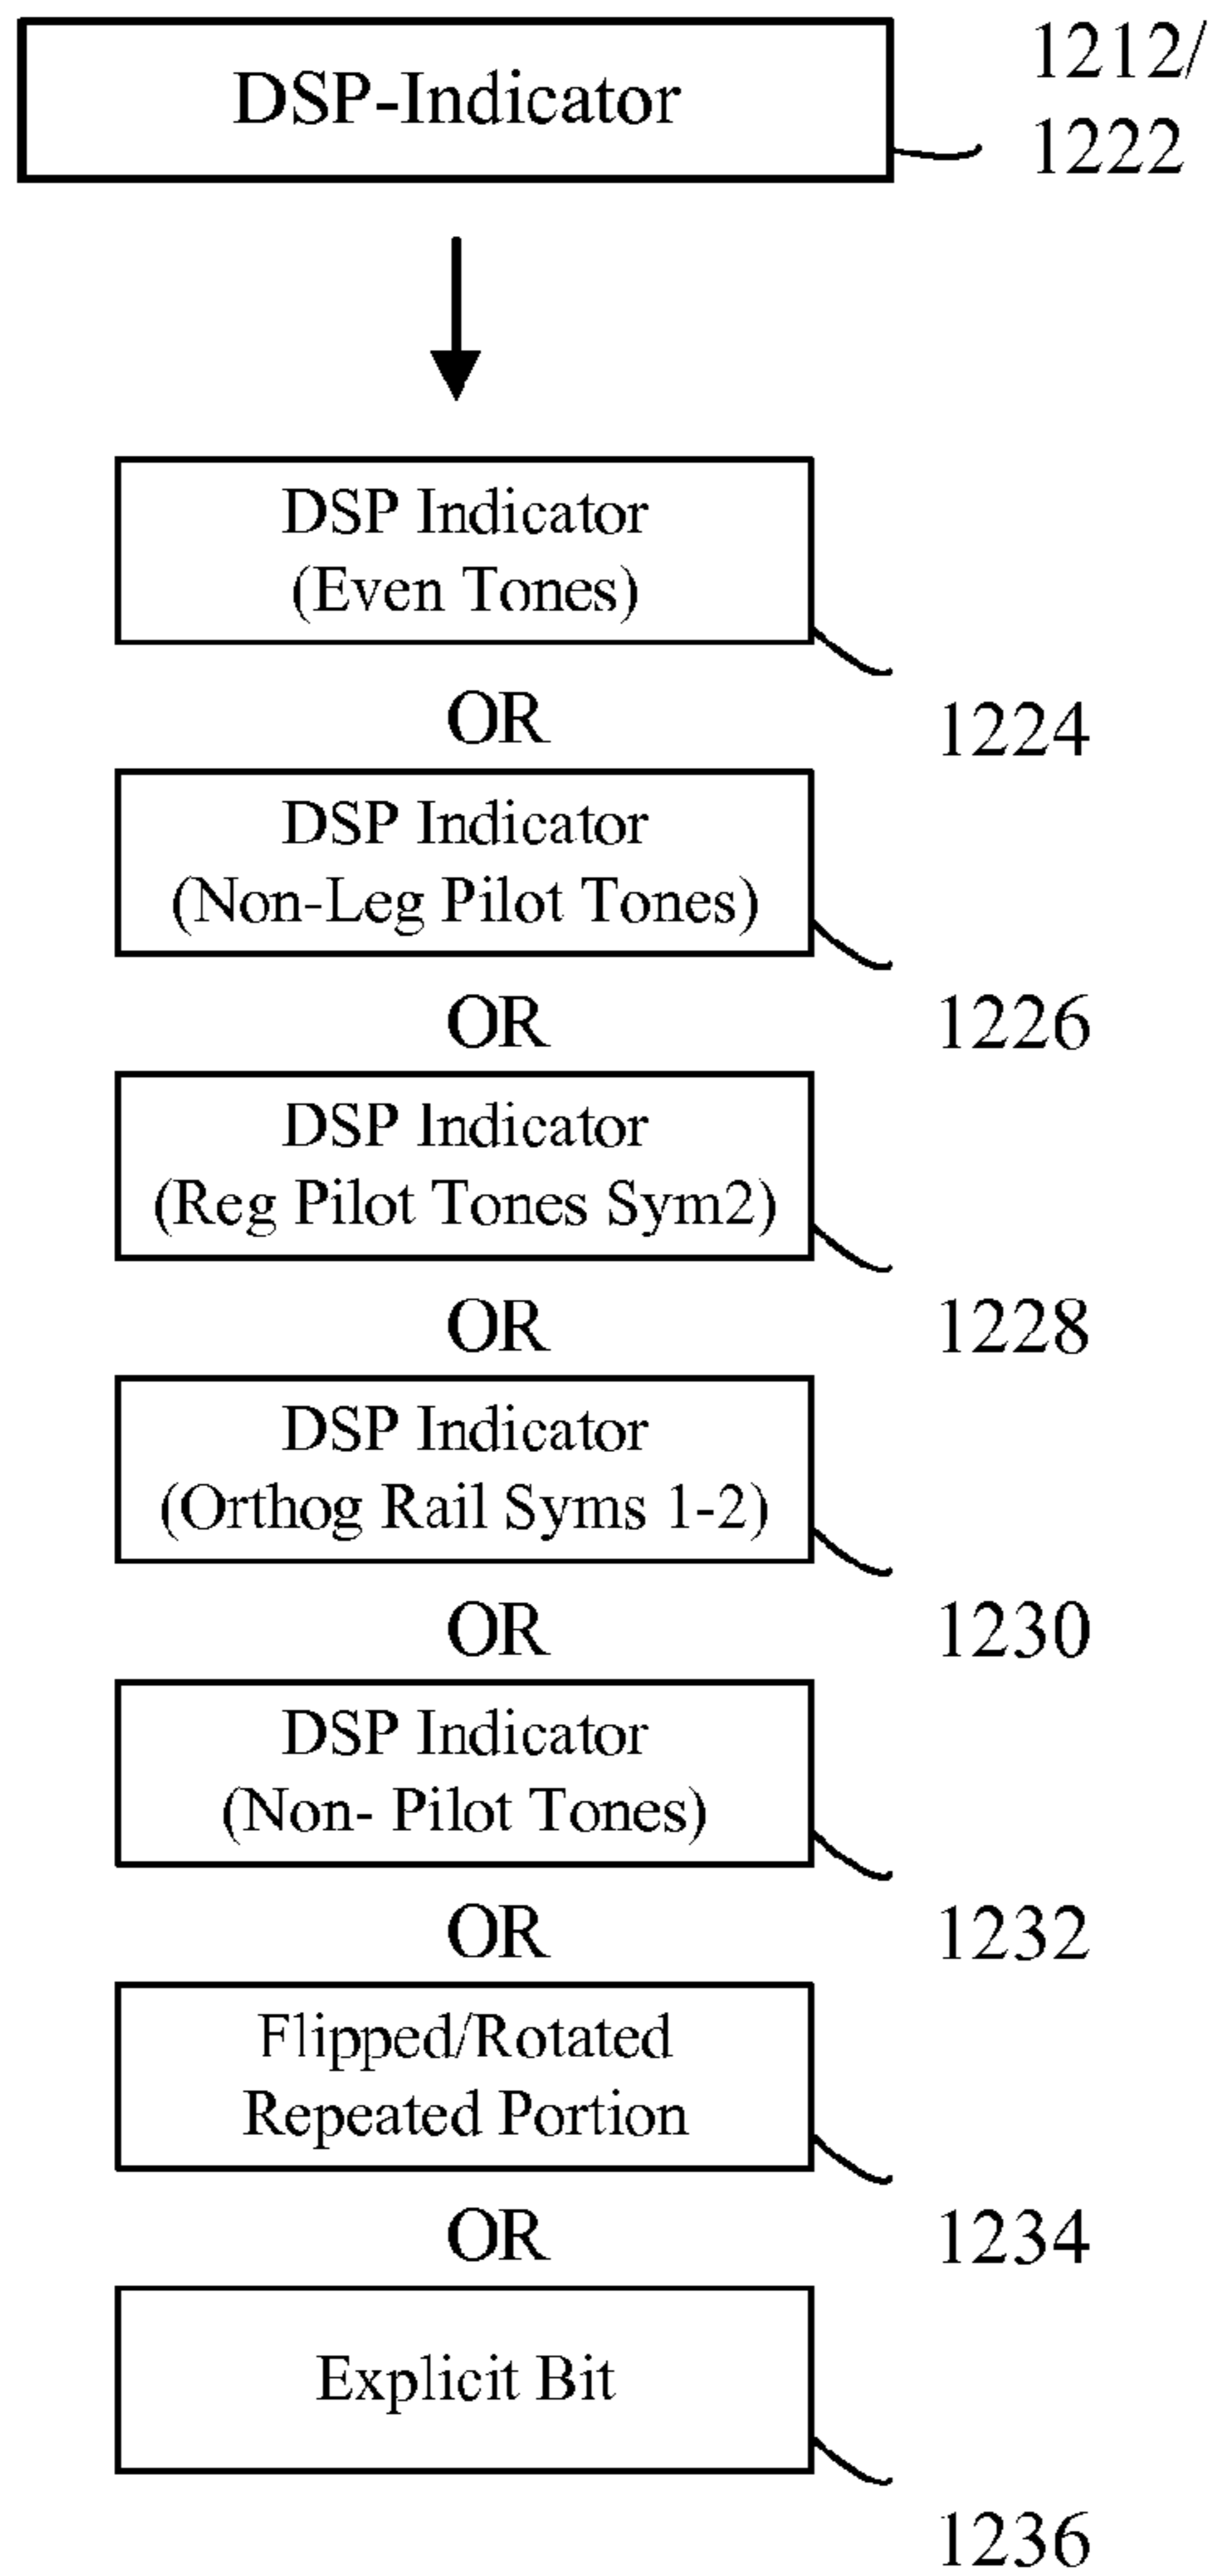 DSP-Indicator
1212/
1222
DSP Indicator
(Even Tones)
1224
OR
DSP Indicator
(Non-Leg Pilot Tones)
1226
OR
DSP Indicator
(Reg Pilot Tones Sym2)
1228
OR
DSP Indicator
(Orthog Rail Syms 1-2)
1230
OR
DSP Indicator
(Non- Pilot Tones)
1232
OR
Flipped/Rotated
Repeated Portion
1234
OR
Explicit Bit
1236